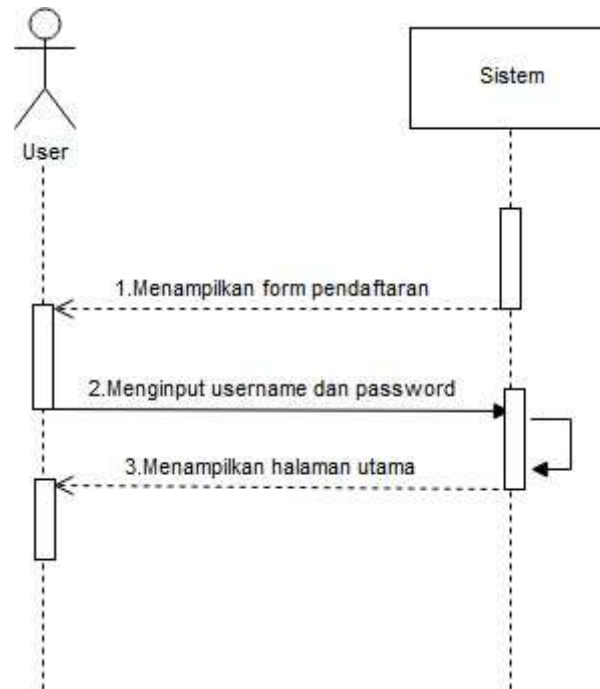 User
Sistem
1.Menampilkan form pendaftaran
2.Menginput username dan password
3.Menampilkan halaman utama